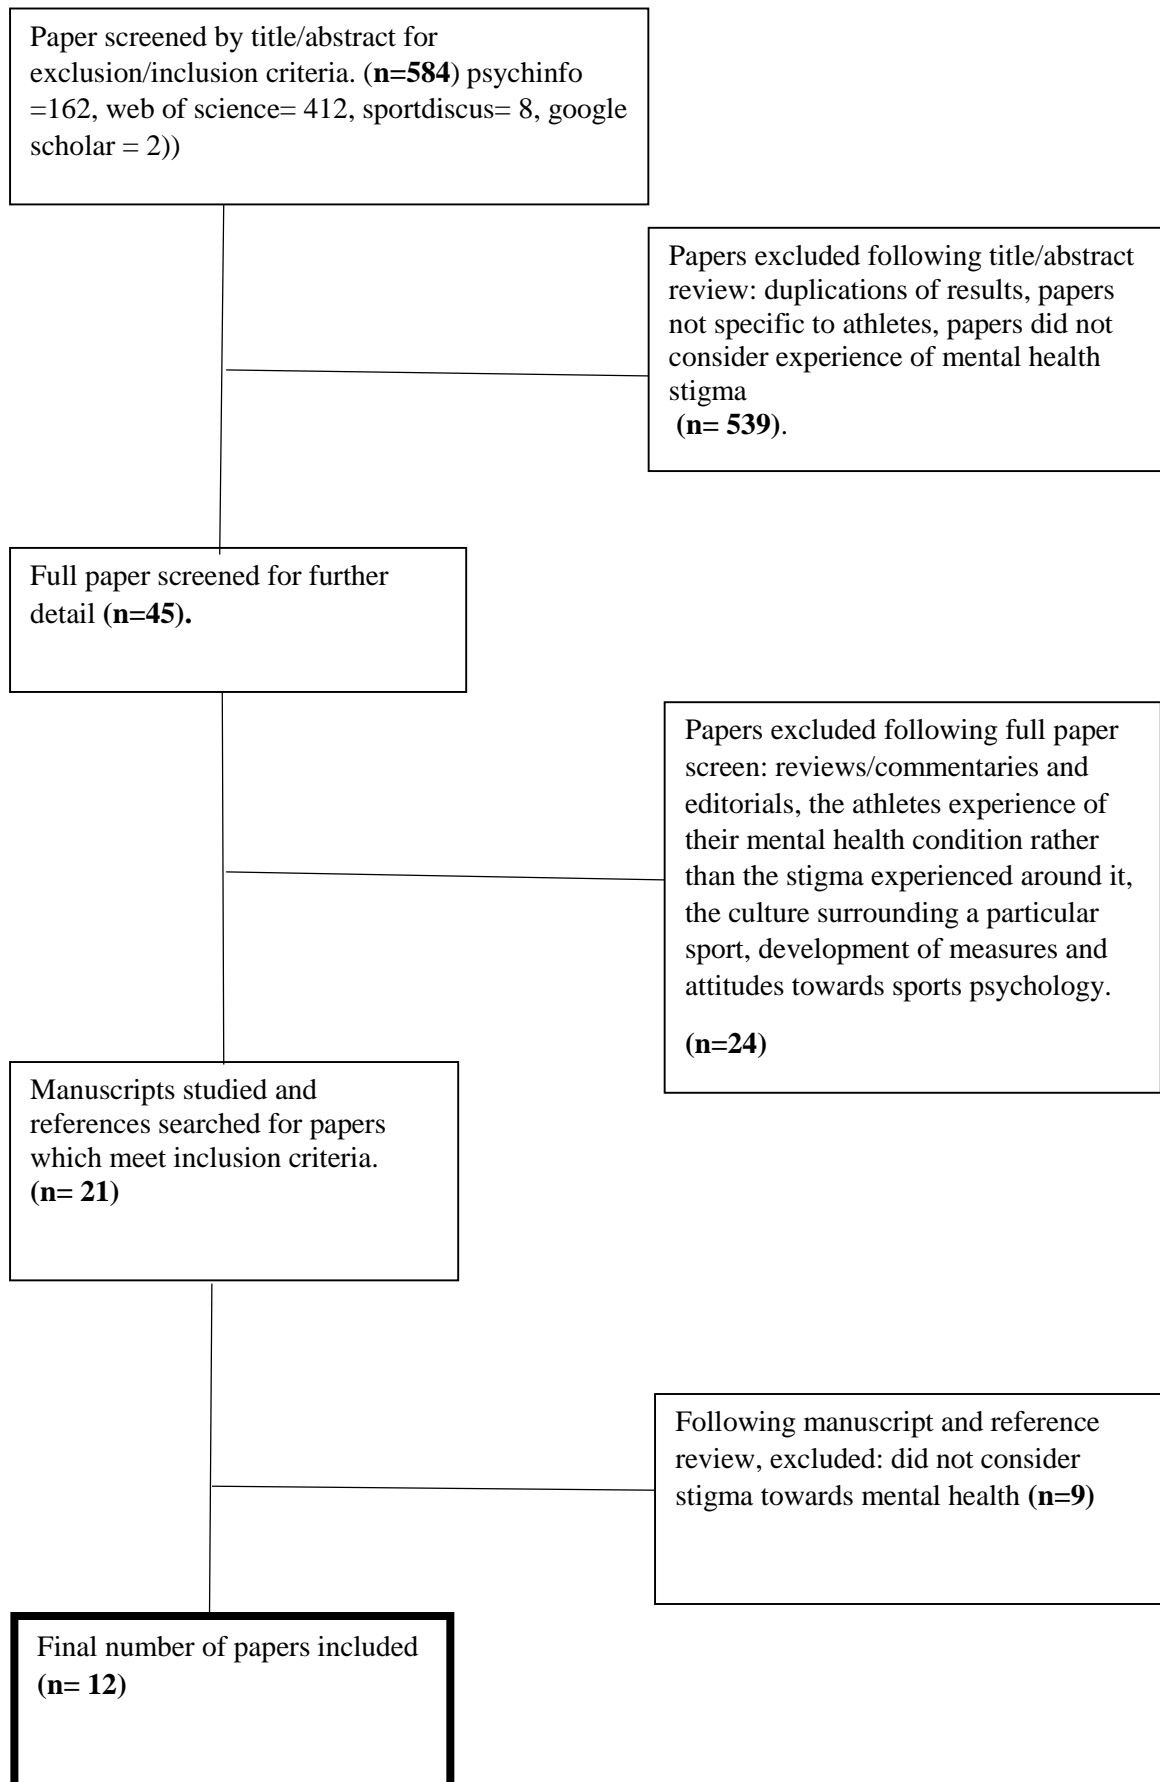 Paper screened by title/abstract for
exclusion/inclusion criteria. (n=584) psychinfo
=162, web of science= 412, sportdiscus= 8, google
scholar = 2))
Papers excluded following title/abstract
review: duplications of results, papers
not specific to athletes, papers did not
consider experience of mental health
stigma
(n= 539).
Full paper screened for further
detail (n=45).
Papers excluded following full paper
screen: reviews/commentaries and
editorials, the athletes experience of
their mental health condition rather
than the stigma experienced around it,
the culture surrounding a particular
sport, development of measures and
attitudes towards sports psychology.
(n=24)
Manuscripts studied and
references searched for papers
which meet inclusion criteria.
(n= 21)
Following manuscript and reference
review, excluded: did not consider
stigma towards mental health (n=9)
Final number of papers included
(n= 12)